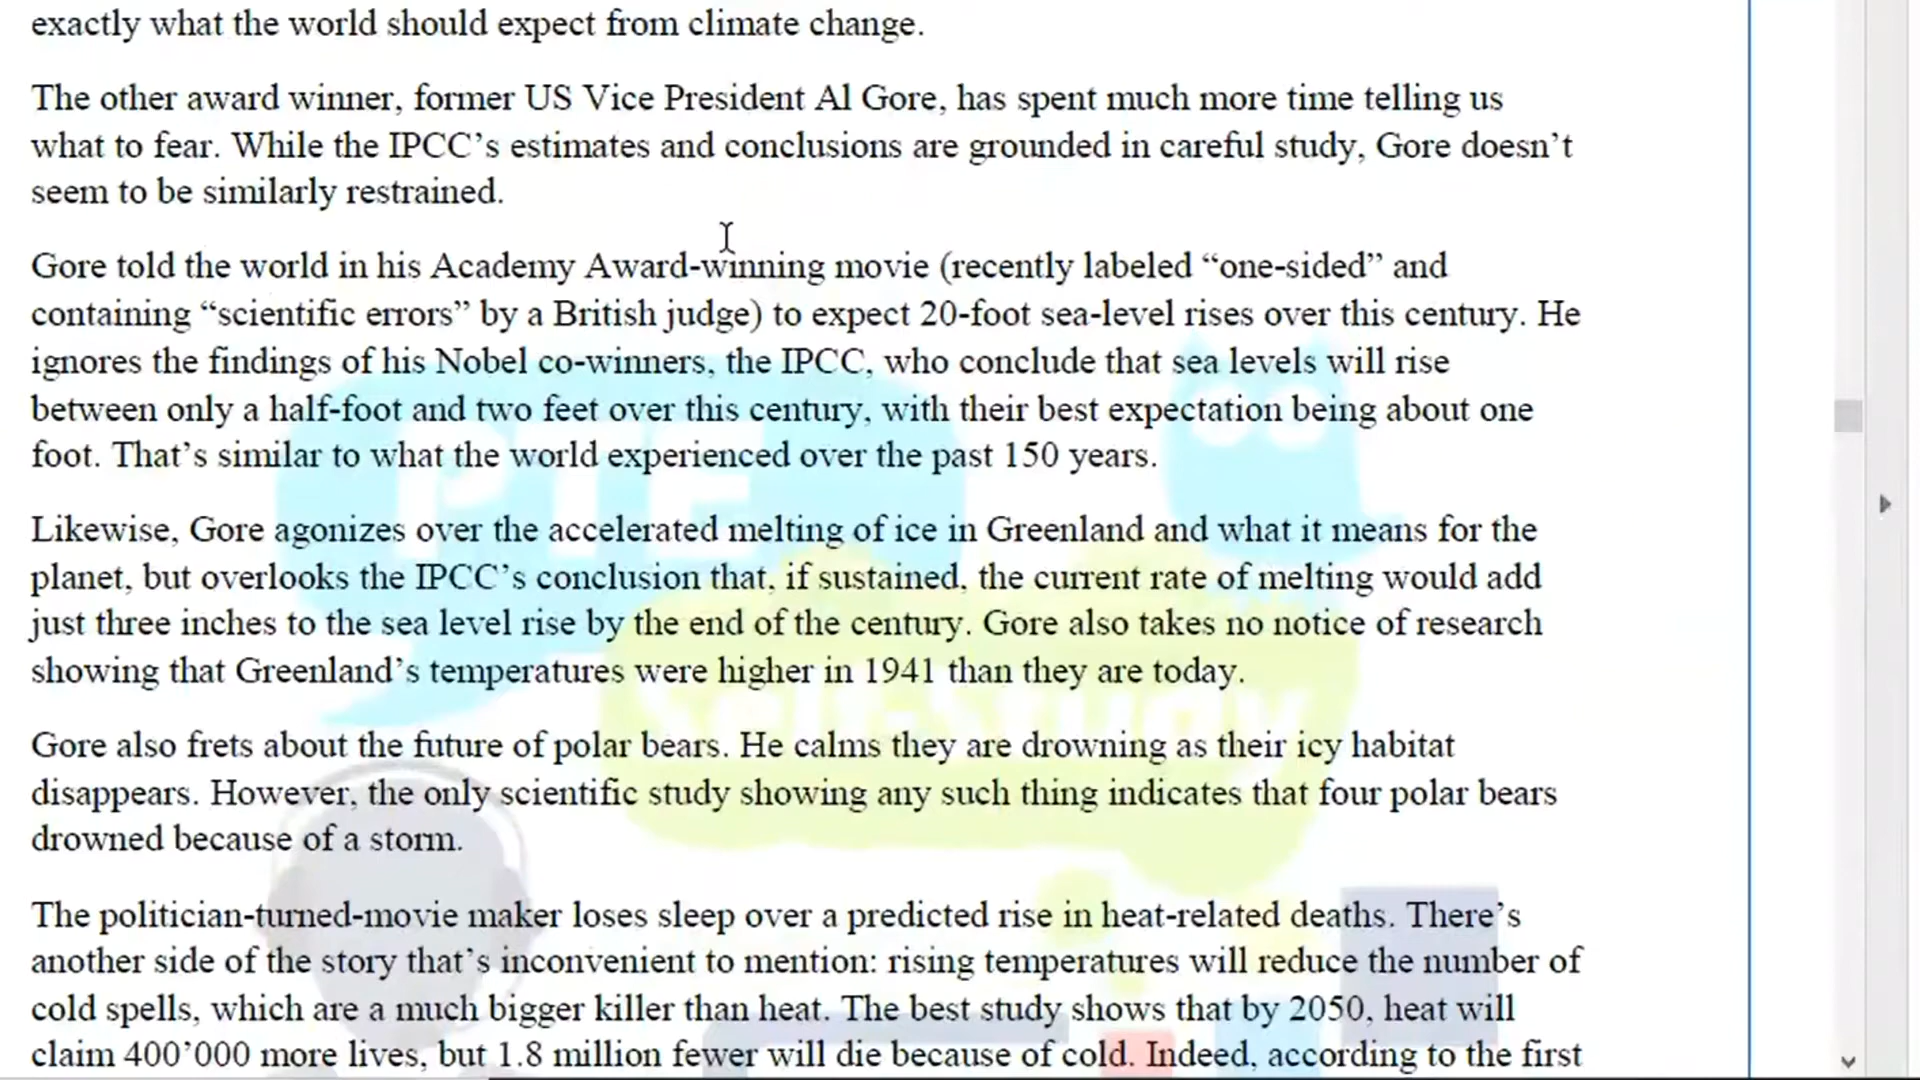 exactly what the world should expect from climate change.
The other award winner, former US Vice President Al Gore, has spent much more time telling us
what to fear. While the IPCC’s estimates and conclusions are grounded in careful study, Gore doesn’t
seem to be similarly restrained.
Gore told the world in his Academy Award-winning movie (recently labeled “one-sided” and
containing “scientific errors” by a British judge) to expect 20-foot sea-level rises over this century. He
ignores the findings of his Nobel co-winners, the IPCC, who conclude that sea levels will rise
between only a half-foot and two feet over this century, with their best expectation being about one
foot. That’s similar to what the world experienced over the past 150 years.
Likewise, Gore agonizes over the accelerated melting of ice in Greenland and what it means for the
planet, but overlooks the IPCC’s conclusion that, if sustained, the current rate of melting would add
just three inches to the sea level rise by the end of the century. Gore also takes no notice of research
showing that Greenland’s temperatures were higher in 1941 than they are today.
Gore also frets about the future of polar bears. He calms they are drowning as their icy habitat
disappears. However, the only scientific study showing any such thing indicates that four polar bears
drowned because of a storm.
The politician-turned-movie maker loses sleep over a predicted rise in heat-related deaths. There’s
another side of the story that’s inconvenient to mention: rising temperatures will reduce the number of
cold spells, which are a much bigger killer than heat. The best study shows that by 2050, heat will
claim 400’000 more lives, but 1.8 million fewer will die because of cold. Indeed, according to the first
PTE
Self-Study